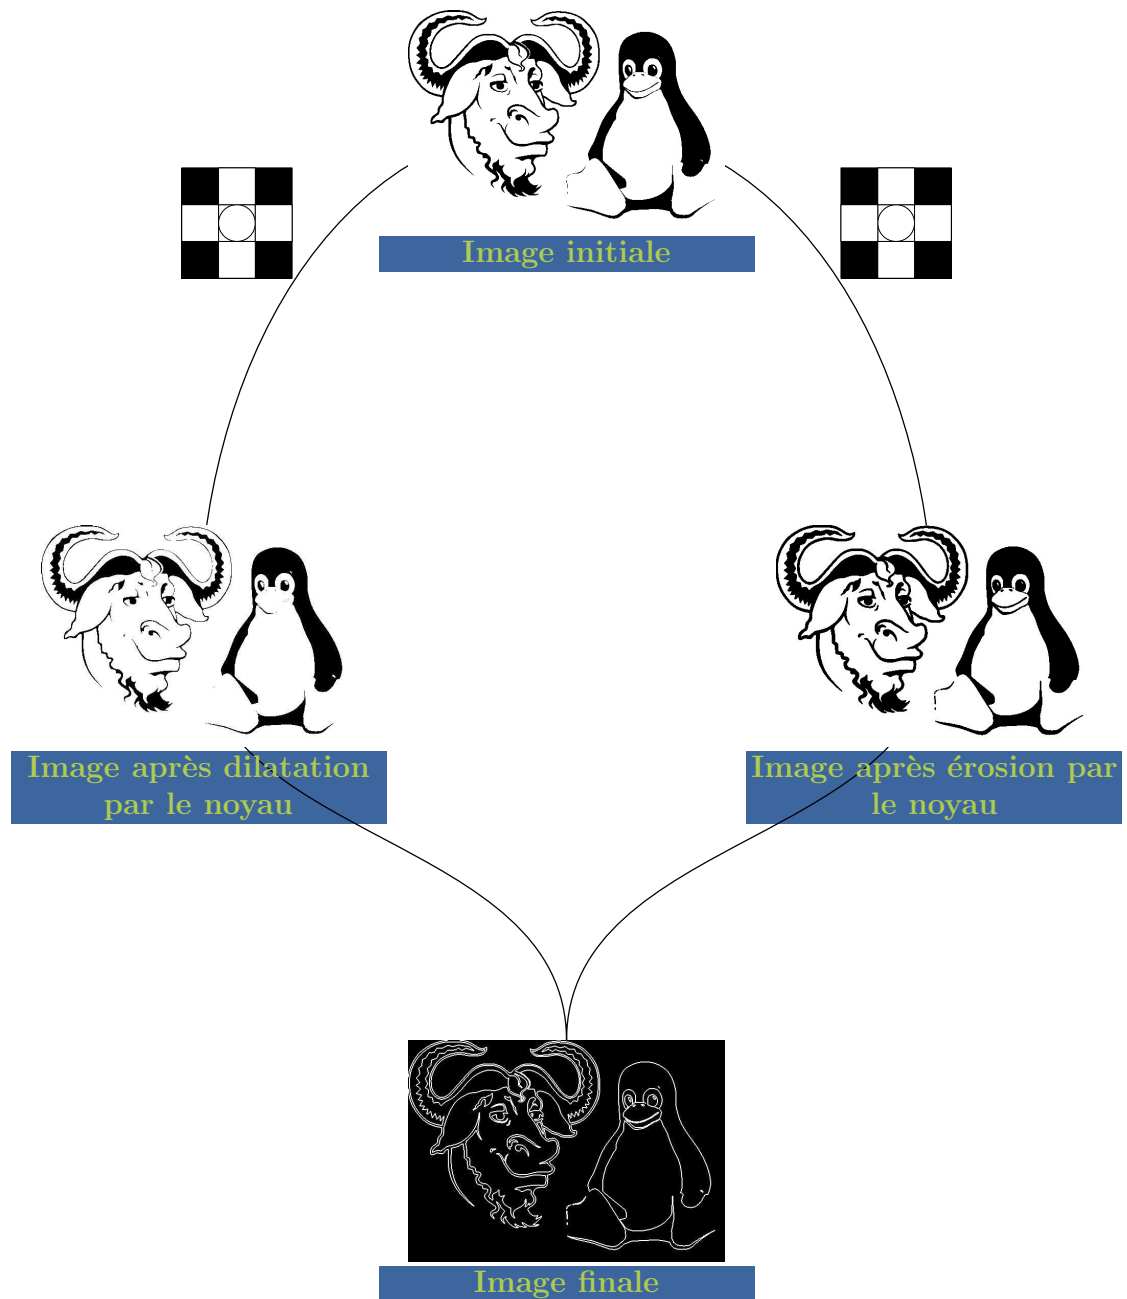 Image initiale
Image après dilatation
par le noyau
Image après érosion par
le noyau
Image finale